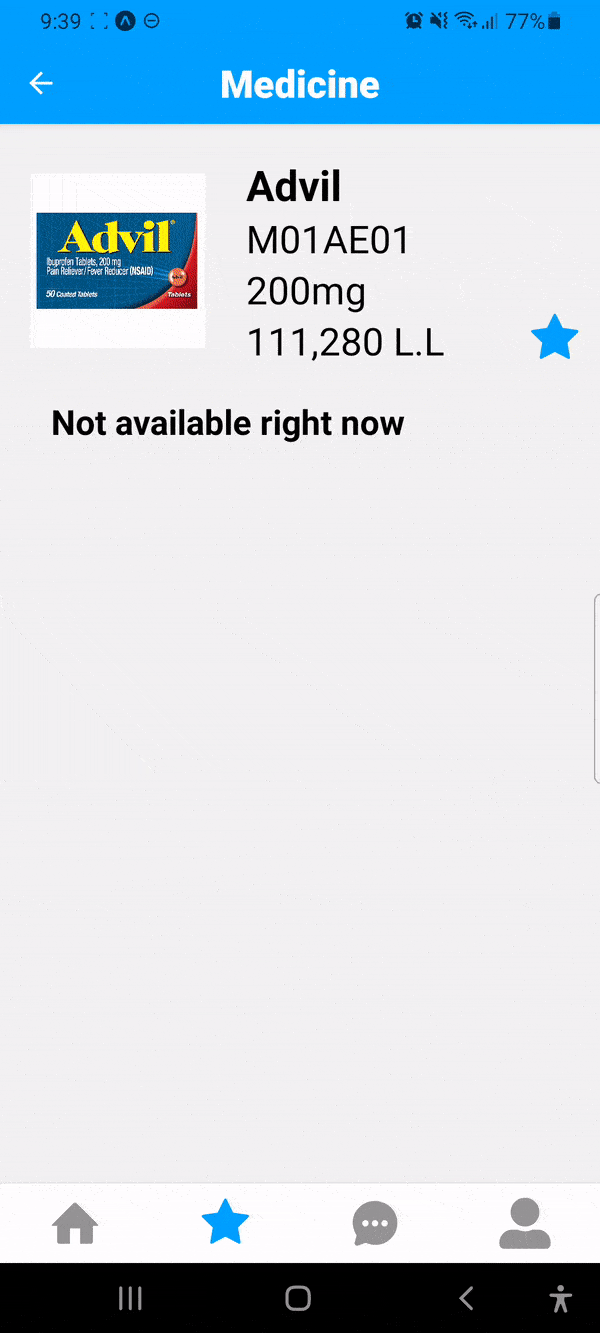 9:39 77%
Medicine
Advil
M01AE01
200mg
111,280 L.L
Advil®
Ibuprofen Tablets, 200 mg
Pain Reliever/Fever Reducer (NSAID)
50 Coated Tablets
Tablets
Not available right now